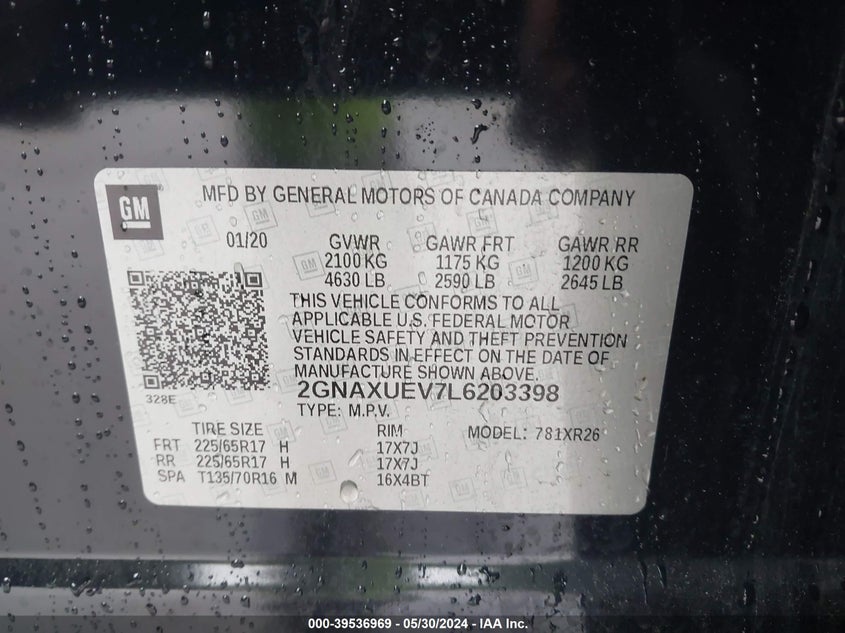 GM
MFD BY GENERAL MOTORS OF CANADA COMPANY
01/20 GVWR GAWR FRT GAWR RR
2100 KG 1175 KG 1200 KG
4630 LB 2590 LB 2645 LB
THIS VEHICLE CONFORMS TO ALL
APPLICABLE U.S. FEDERAL MOTOR
VEHICLE SAFETY AND THEFT PREVENTION
STANDARDS IN EFFECT ON THE DATE OF
MANUFACTURE SHOWN ABOVE.
328E
2GNAXUEV7L6203398
TYPE: M.P.V.
TIRE SIZE RIM MODEL: 781XR26
FRT 225/65R17 H 17X7J
RR 225/65R17 H 17X7J
SPA T135/70R16 M 16X4BT
000-39536969 - 05/30/2024 - IAA Inc.